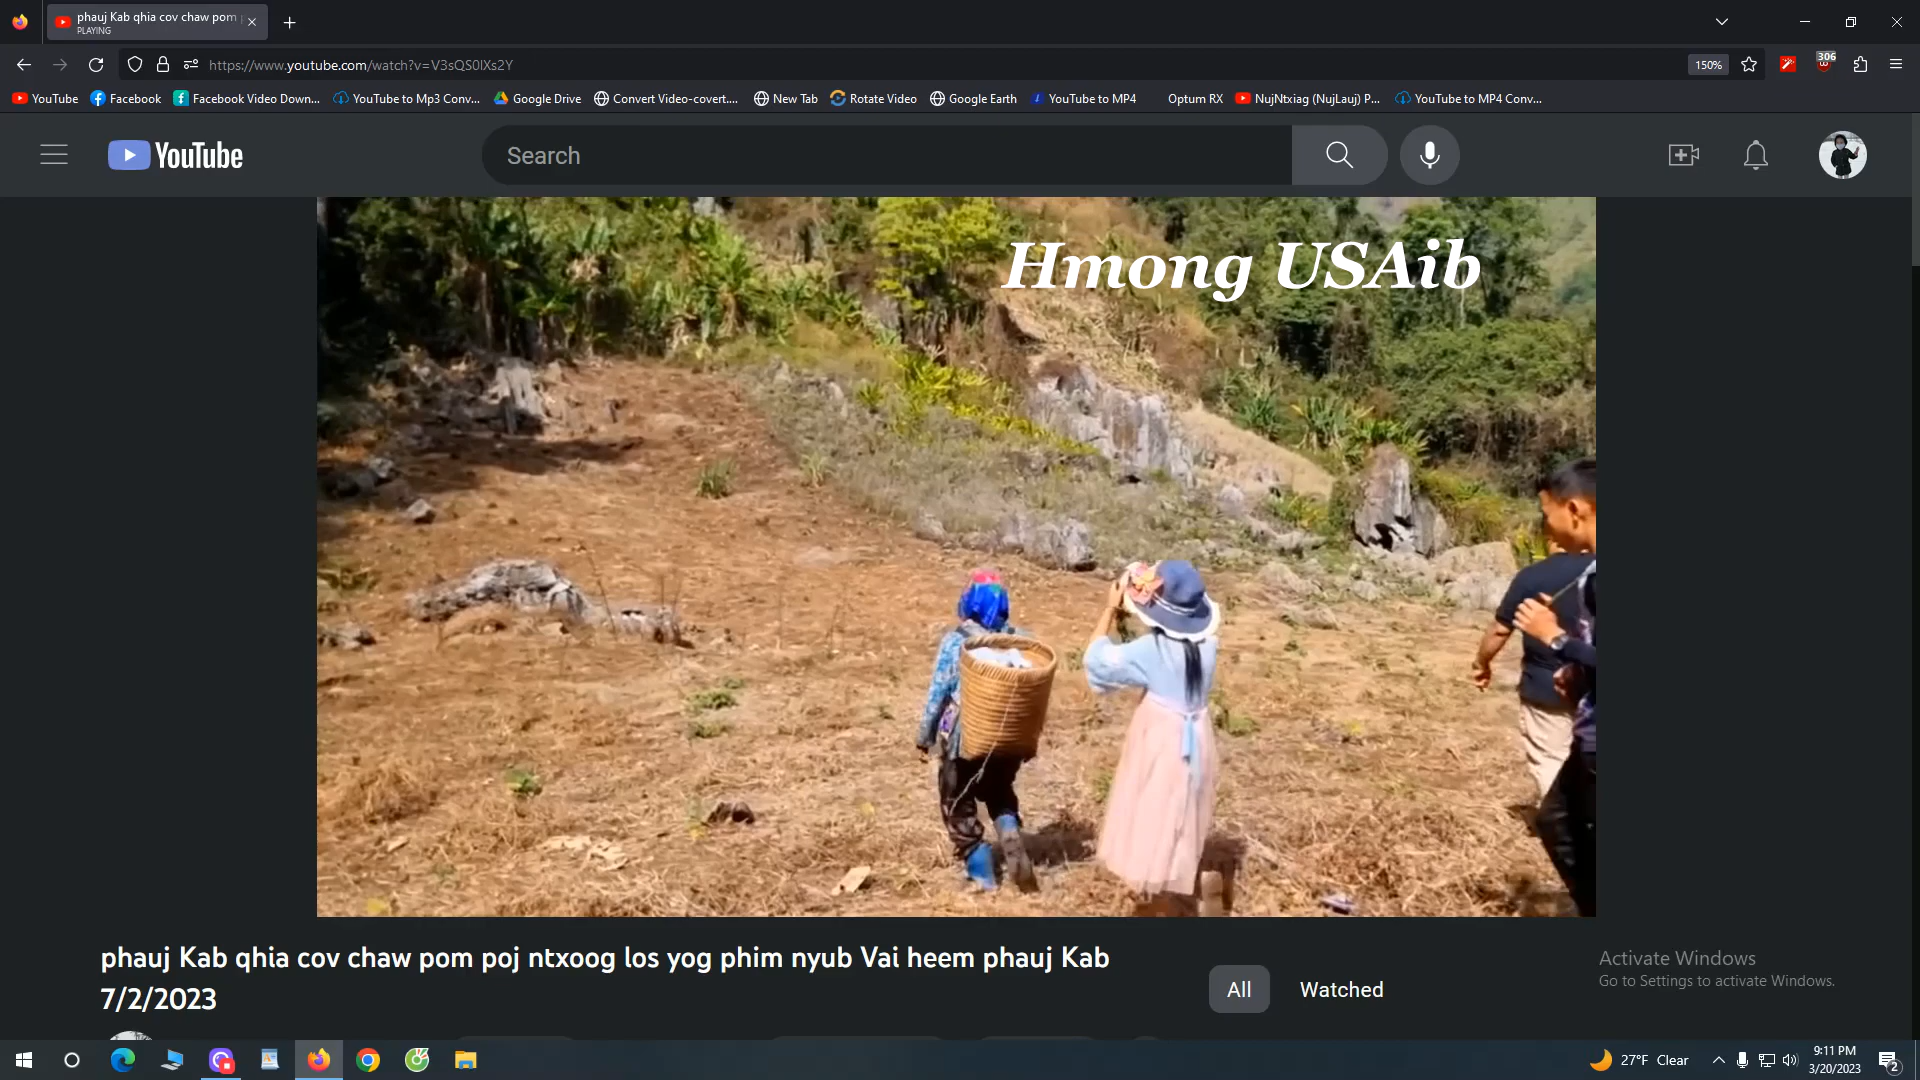 phauj Kab qhia cov chaw pom
PLAYING
https://www.youtube.com/watch?v=V3sQS0lXs2Y
150%
306
YouTube
Facebook
Facebook Video Down...
YouTube to Mp3 Conv...
Google Drive
Convert Video-covert....
New Tab
Rotate Video
Google Earth
YouTube to MP4
Optum RX
NujNtxiag (NujLauj) P...
YouTube to MP4 Conv...
YouTube
Search
Hmong USAib
phauj Kab qhia cov chaw pom poj ntxoog los yog phim nyub Vai heem phauj Kab
7/2/2023
All
Watched
Activate Windows
Go to Settings to activate Windows.
27°F Clear
9:11 PM
3/20/2023
2